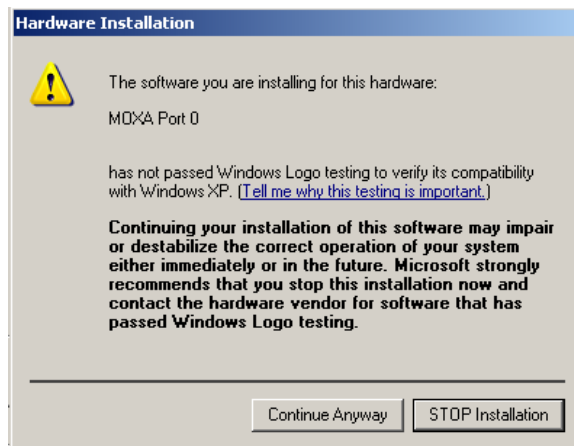 Hardware Installation
The software you are installing for this hardware:
MOXA Port 0
has not passed Windows Logo testing to verify its compatibility
with Windows XP. (Tell me why this testing is important.)
Continuing your installation of this software may impair
or destabilize the correct operation of your system
either immediately or in the future. Microsoft strongly
recommends that you stop this installation now and
contact the hardware vendor for software that has
passed Windows Logo testing.
Continue Anyway
STOP Installation